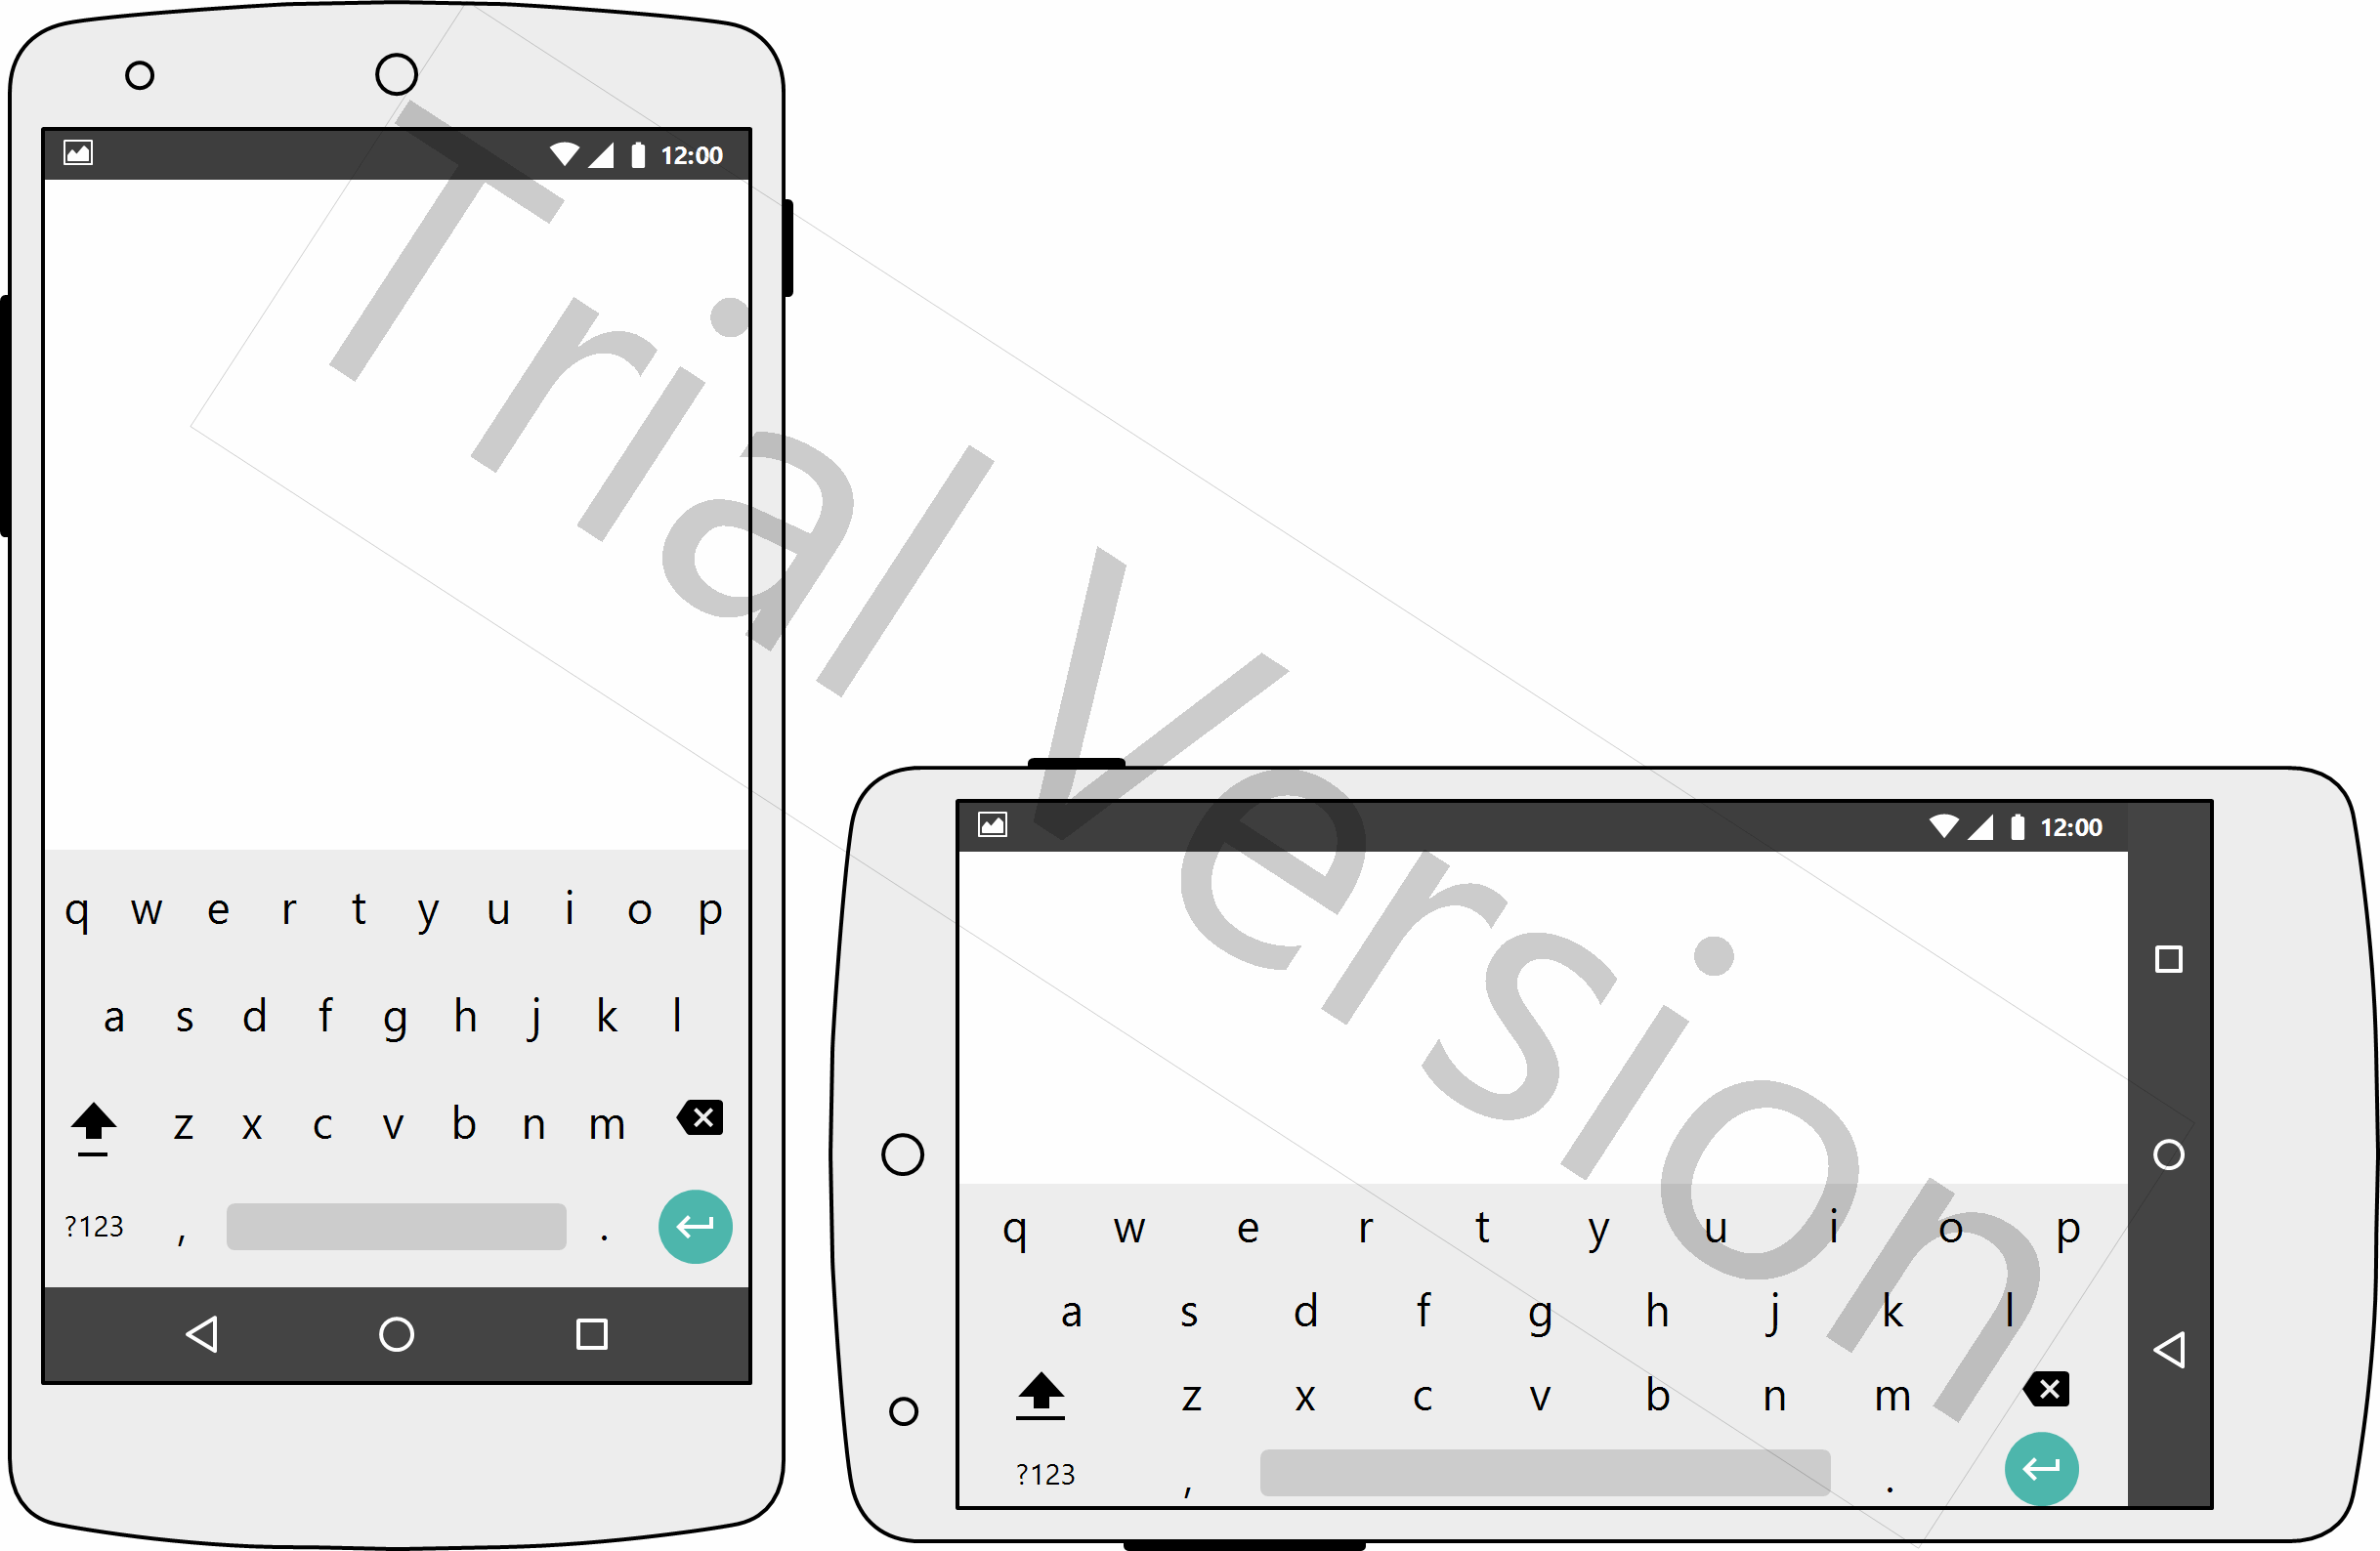 12:00
Trial Version
q w e r t y u i o p
a s d f g h j k l
z x c v b n m
?123 , .
12:00
q w e r t y u i o p
a s d f g h j k l
z x c v b n m
?123 , .